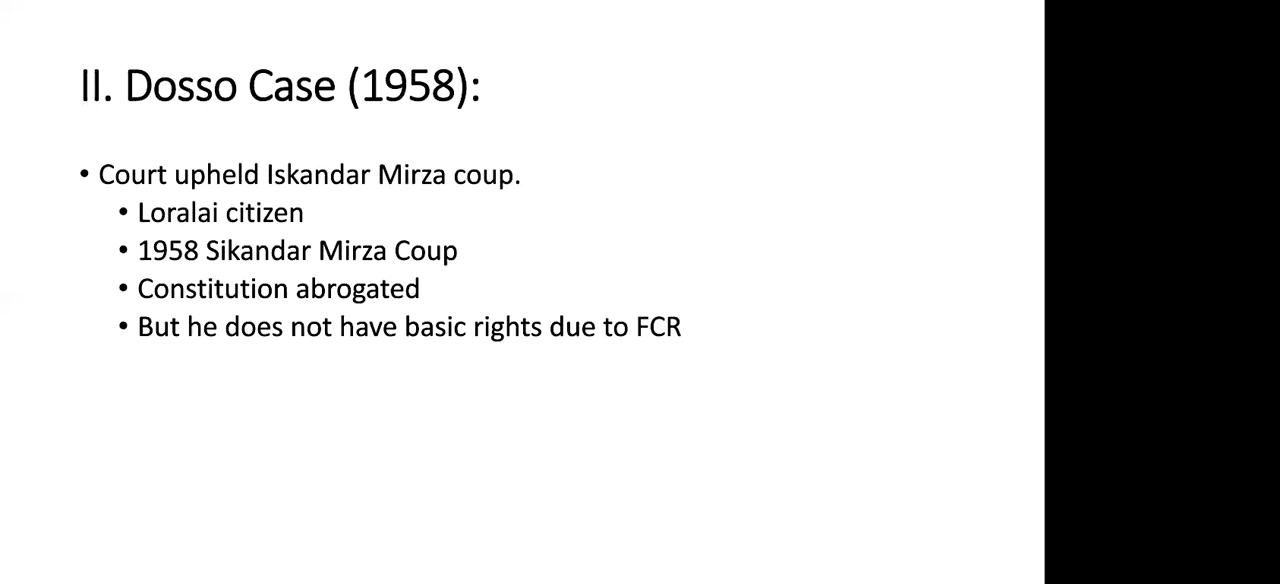 II. Dosso Case (1958):
• Court upheld Iskandar Mirza coup.
• Loralai citizen
• 1958 Sikandar Mirza Coup
• Constitution abrogated
• But he does not have basic rights due to FCR